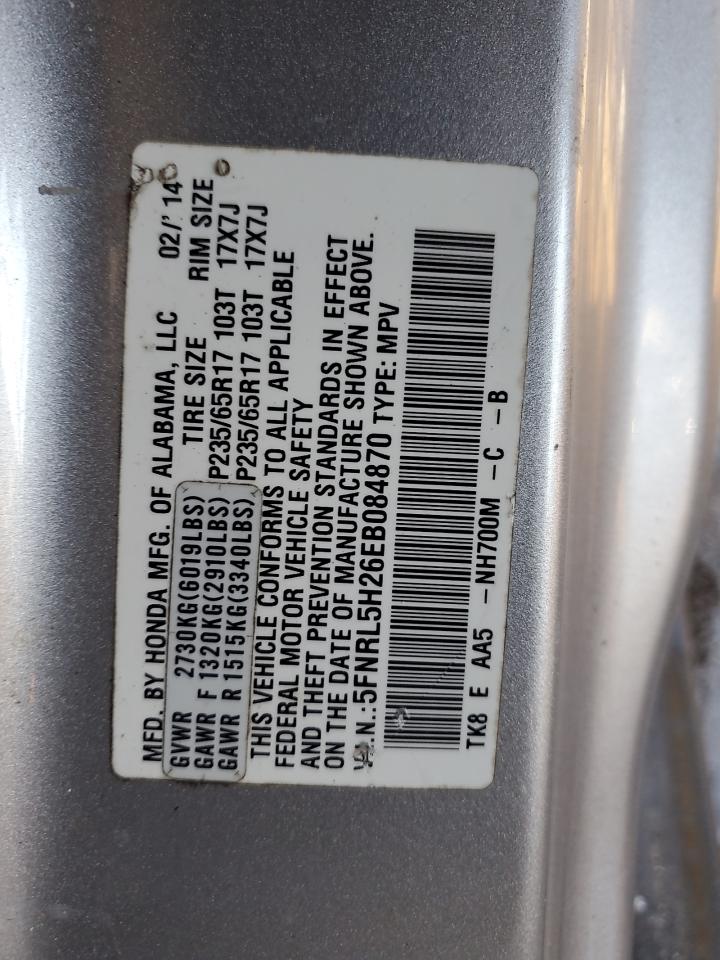 MFD. BY HONDA MFG. OF ALABAMA, LLC 02/' 14
GVWR 2730KG(6019LBS) TIRE SIZE RIM SIZE
GAWR F 1320KG(2910LBS) P235/65R17 103T 17X7J
GAWR R 1515KG(3340LBS) P235/65R17 103T 17X7J
THIS VEHICLE CONFORMS TO ALL APPLICABLE
FEDERAL MOTOR VEHICLE SAFETY
AND THEFT PREVENTION STANDARDS IN EFFECT
ON THE DATE OF MANUFACTURE SHOWN ABOVE.
V.I.N.:5FNRL5H26EB084870 TYPE: MPV
TK8 E AA5 -NH700M -C -B